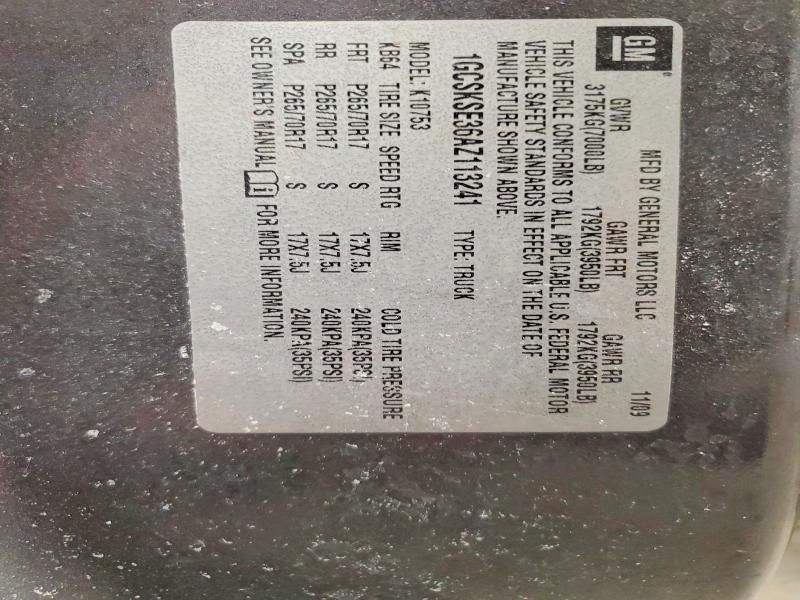 GM
MFD BY GENERAL MOTORS LLC 11/09
GVWR GAWR FRT GAWR RR
3175KG(7000LB) 1792KG(3950LB) 1792KG(3950LB)
THIS VEHICLE CONFORMS TO ALL APPLICABLE U.S. FEDERAL MOTOR
VEHICLE SAFETY STANDARDS IN EFFECT ON THE DATE OF
MANUFACTURE SHOWN ABOVE.
1GCSKSE36AZ113241 TYPE: TRUCK
MODEL: K10753
KB64 TIRE SIZE SPEED RTG RIM COLD TIRE PRESSURE
FRT P265/70R17 S 17X7.5J 240KPA(35PSI)
RR P265/70R17 S 17X7.5J 240KPA(35PSI)
SPA P265/70R17 S 17X7.5J 240KPA(35PSI)
SEE OWNER'S MANUAL FOR MORE INFORMATION.